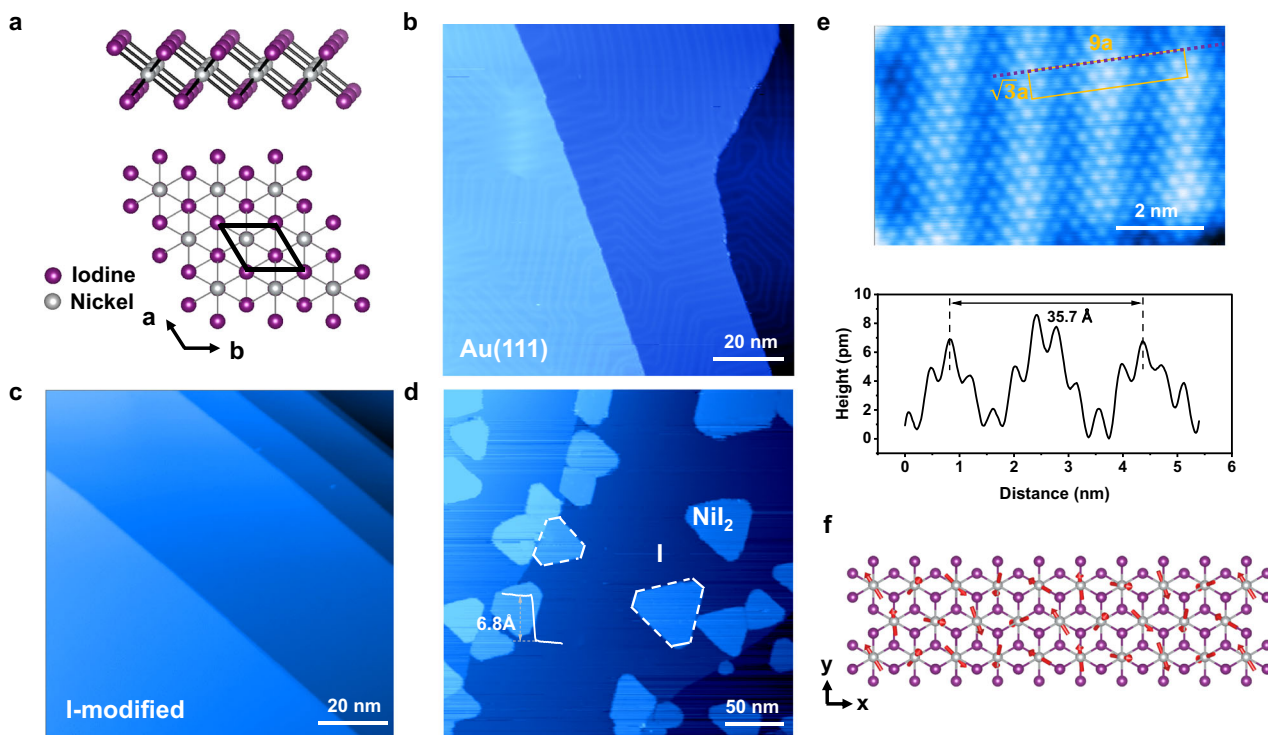 a
Iodine
Nickel
a
b
b
Au(111)
20 nm
c
I-modified
20 nm
d
NiI₂
I
6.8Å
50 nm
e
9a
√3a
2 nm
35.7 Å
Height (pm)
10
8
6
4
2
0
0
1
2
3
4
5
6
Distance (nm)
f
y
x